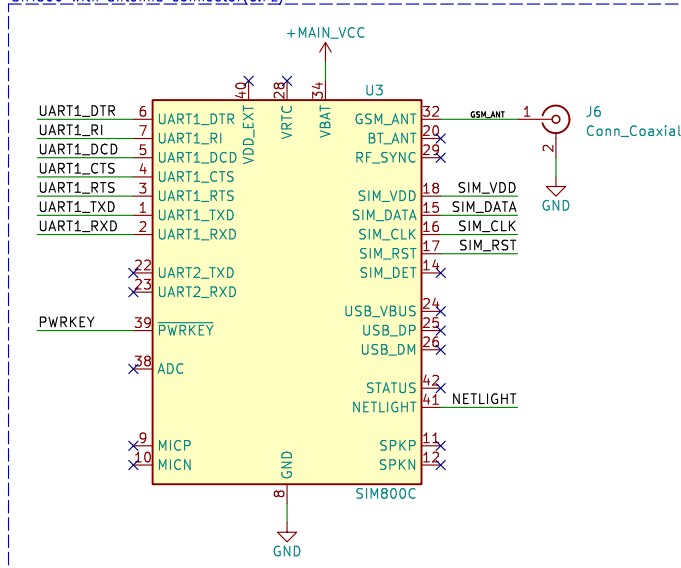 +MAIN_VCC
40
28
34
U3
UART1_DTR 6 UART1_DTR
VDD_EXT
VRTC
VBAT
GSM_ANT 32 GSM_ANT 1
J6
Conn_Coaxial
UART1_RI 7 UART1_RI
BT_ANT 20
2
UART1_DCD 5 UART1_DCD
RF_SYNC 29
UART1_CTS 4 UART1_CTS
UART1_RTS 3 UART1_RTS
SIM_VDD 18 SIM_VDD
GND
UART1_TXD 1 UART1_TXD
SIM_DATA 15 SIM_DATA
UART1_RXD 2 UART1_RXD
SIM_CLK 16 SIM_CLK
SIM_RST 17 SIM_RST
22 UART2_TXD
SIM_DET 14
23 UART2_RXD
USB_VBUS 24
PWRKEY 39 PWRKEY
USB_DP 25
USB_DM 26
38 ADC
STATUS 42
NETLIGHT 41 NETLIGHT
9 MICP
SPKP 11
10 MICN
GND
SPKN 12
8
SIM800C
GND